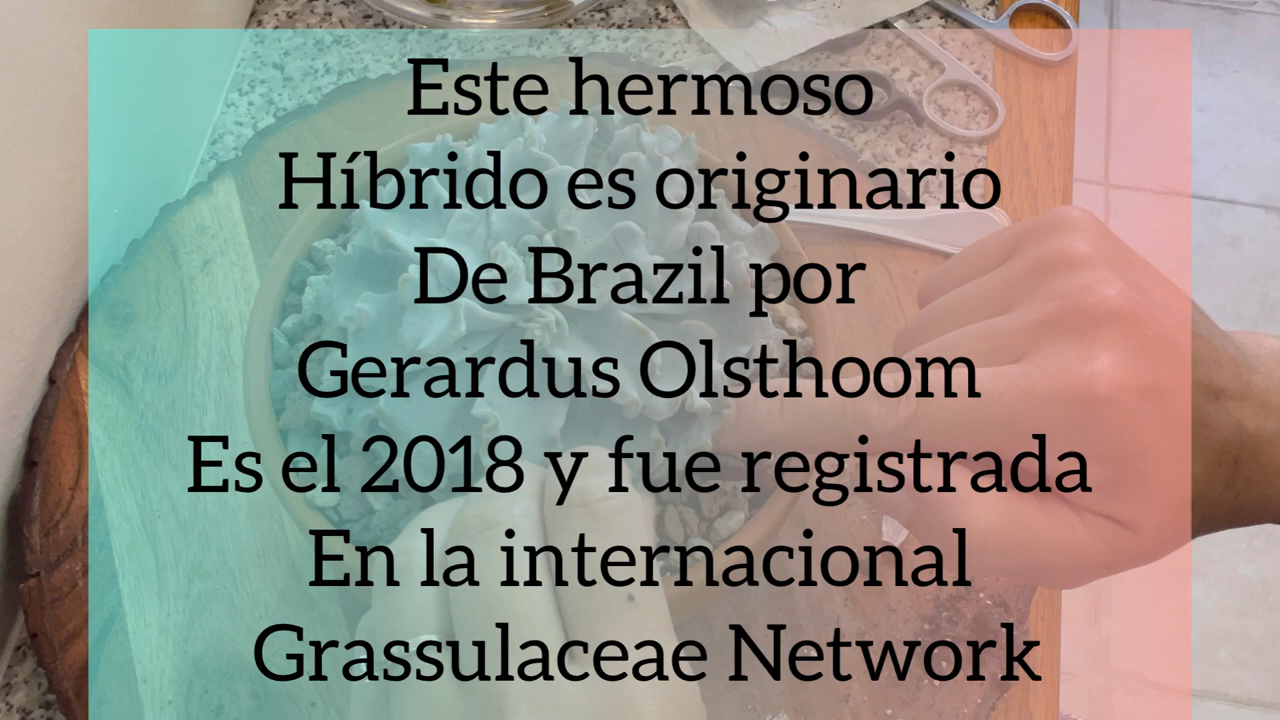 Este hermoso
Híbrido es originario
De Brazil por
Gerardus Olsthoom
Es el 2018 y fue registrada
En la internacional
Grassulaceae Network